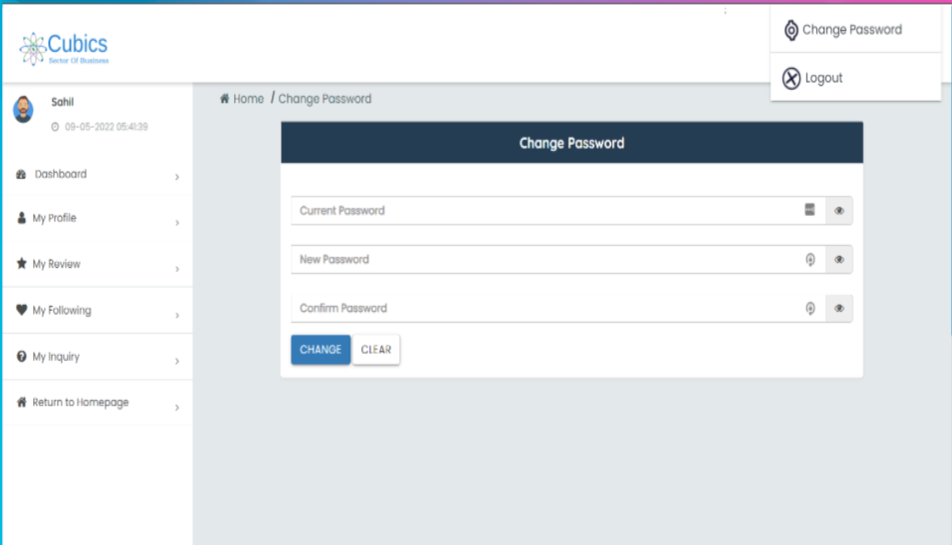 Change Password
Logout
Cubics
Sector Of Business
Sahil
09-05-2022 05:41:39
Dashboard
My Profile
My Review
My Following
My Inquiry
Return to Homepage
Home / Change Password
Change Password
Current Password
New Password
Confirm Password
CHANGE CLEAR